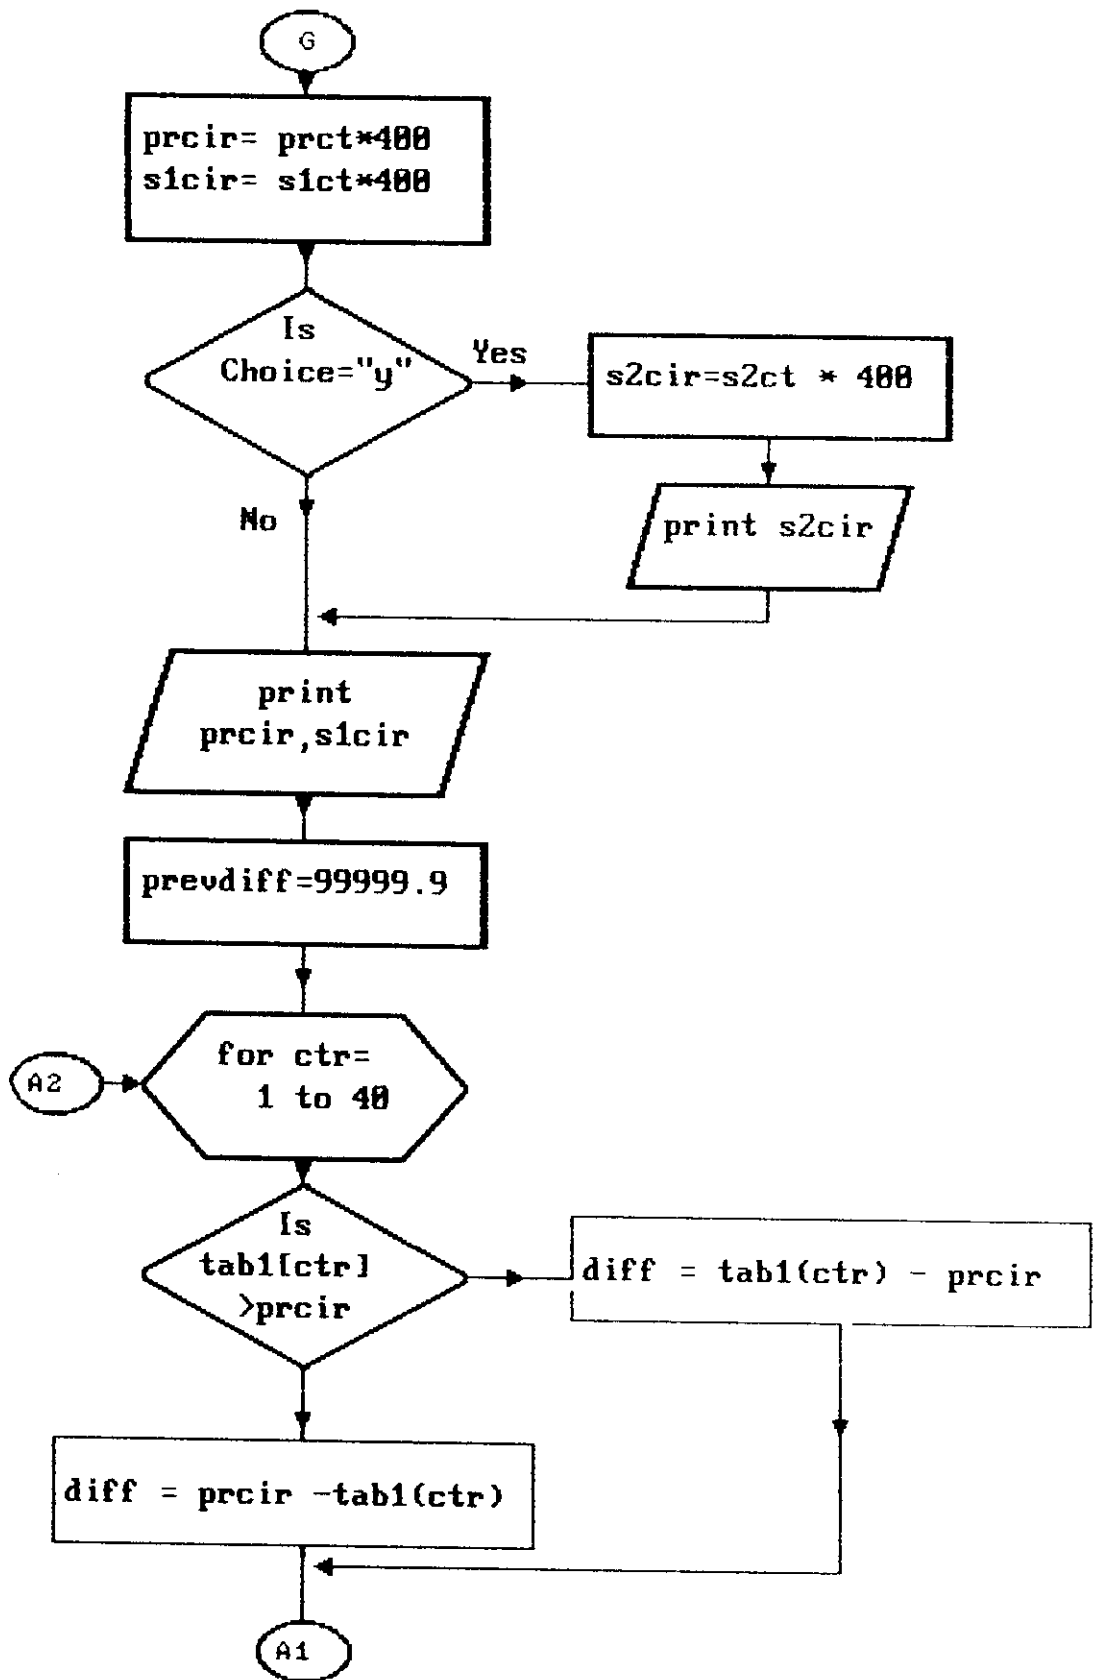 G
prcir= prct*400
s1cir= s1ct*400
Is
Choice="y"
Yes
s2cir=s2ct * 400
No
print s2cir
print
prcir,s1cir
prevdiff=99999.9
for ctr=
1 to 40
A2
Is
tab1[ctr]
>prcir
diff = tab1(ctr) - prcir
diff = prcir -tab1(ctr)
A1